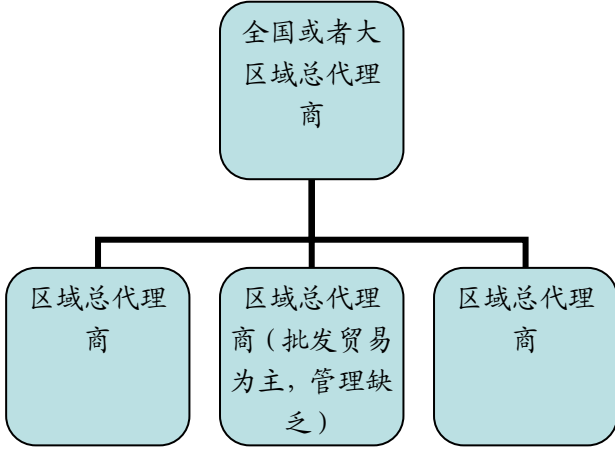 全国或者大
区域总代理
商
区域总代理
商
区域总代理
商（批发贸易
为主，管理缺
乏）
区域总代理
商